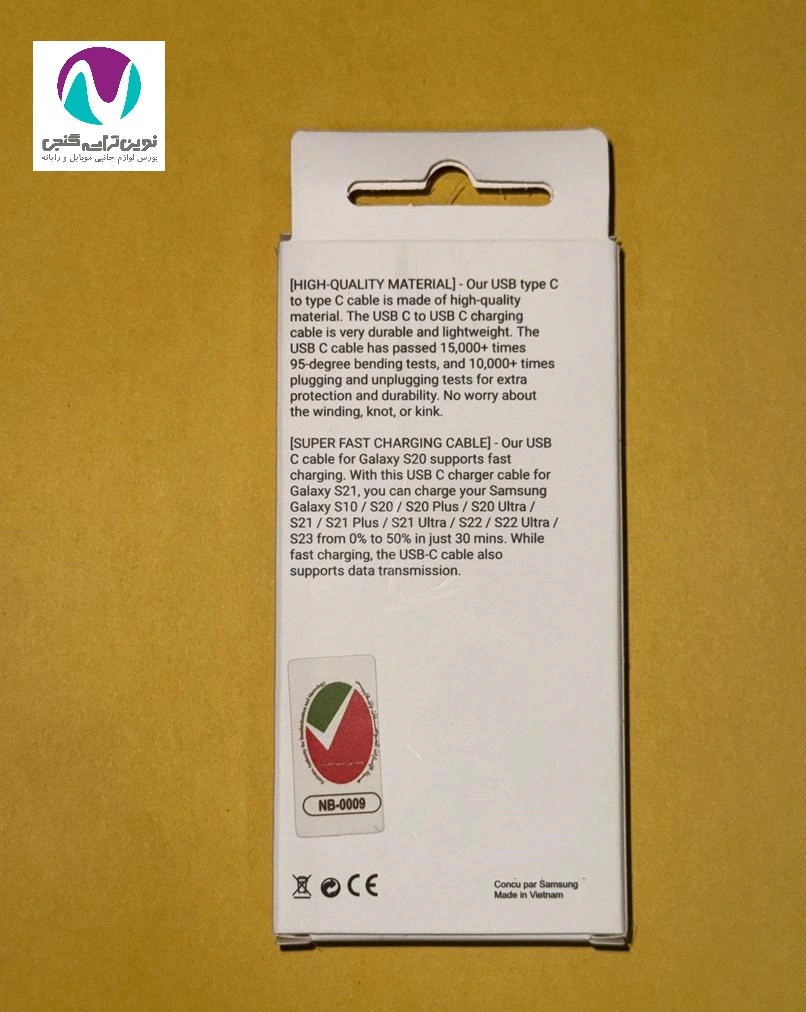 نوین ترابه گنجی
بورس لوازم جانبی موبایل و رایانه
[HIGH-QUALITY MATERIAL] - Our USB type C
to type C cable is made of high-quality
material. The USB C to USB C charging
cable is very durable and lightweight. The
USB C cable has passed 15,000+ times
95-degree bending tests, and 10,000+ times
plugging and unplugging tests for extra
protection and durability. No worry about
the winding, knot, or kink.
[SUPER FAST CHARGING CABLE] - Our USB
C cable for Galaxy S20 supports fast
charging. With this USB C charger cable for
Galaxy S21, you can charge your Samsung
Galaxy S10 / S20 / S20 Plus / S20 Ultra /
S21 / S21 Plus / S21 Ultra / S22 / S22 Ultra /
S23 from 0% to 50% in just 30 mins. While
fast charging, the USB-C cable also
supports data transmission.
Emirates Authority for Standardization and Metrology
NB-0009
CE
Concu par Samsung
Made in Vietnam